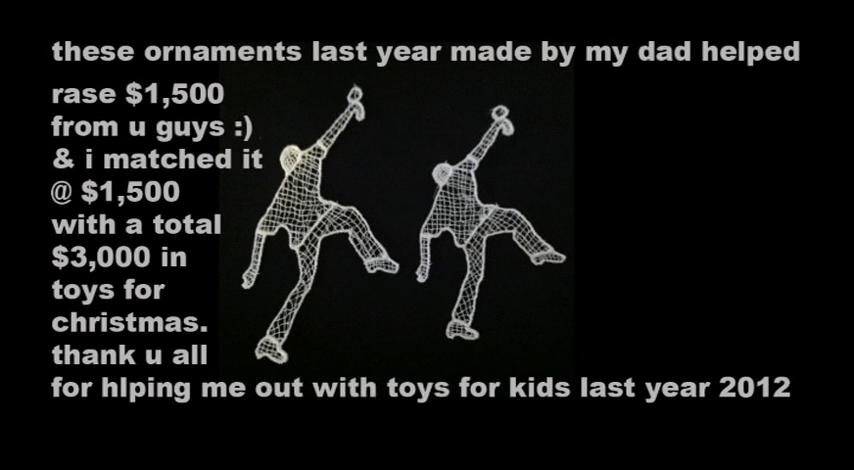 these ornaments last year made by my dad helped
rase $1,500
from u guys :)
& i matched it
@ $1,500
with a total
$3,000 in
toys for
christmas.
thank u all
for hlping me out with toys for kids last year 2012